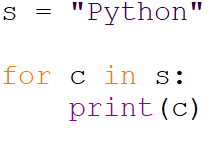 s = "Python"
for c in s:
    print(c)